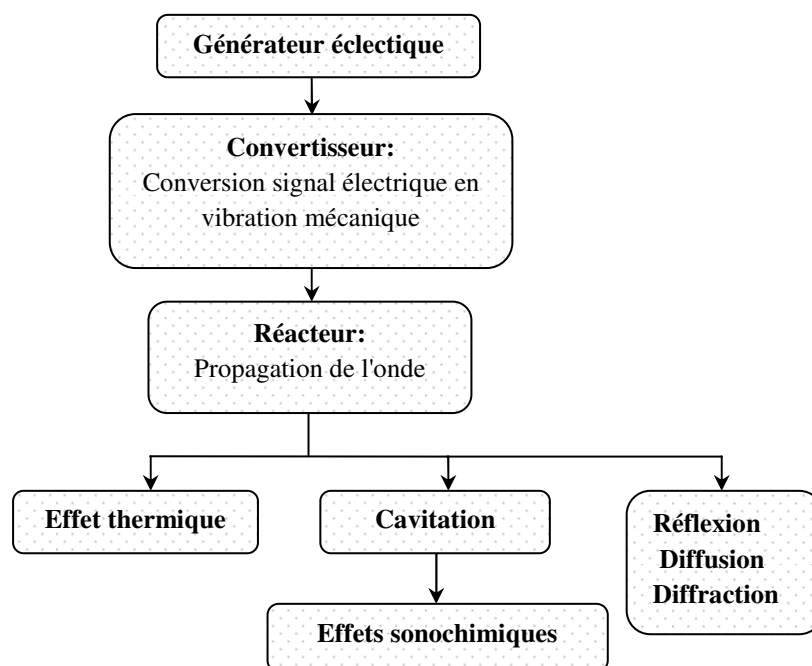 Générateur éclectique
Convertisseur:
Conversion signal électrique en
vibration mécanique
Réacteur:
Propagation de l'onde
Effet thermique
Cavitation
Réflexion
Diffusion
Diffraction
Effets sonochimiques